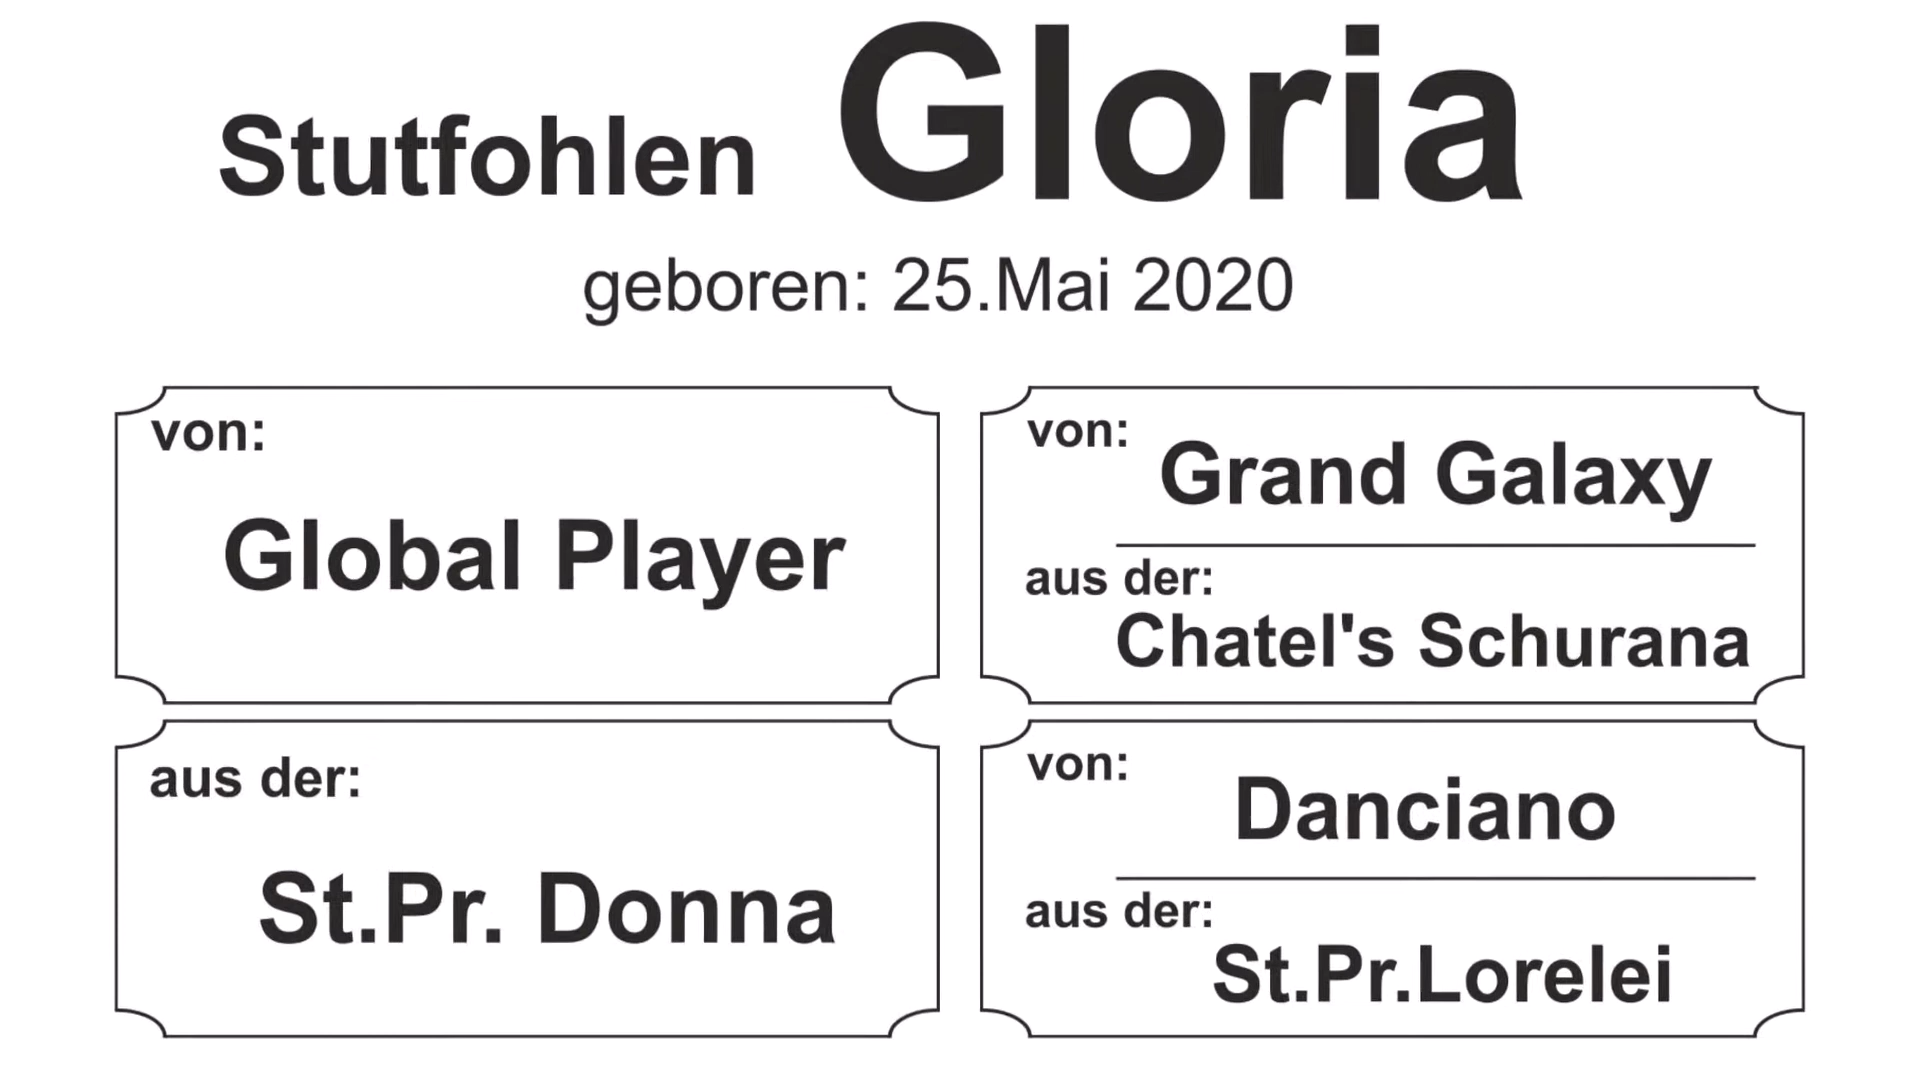 Stutfohlen Gloria
geboren: 25.Mai 2020
von:
Global Player
von:
Grand Galaxy
aus der:
Chatel's Schurana
aus der:
St.Pr. Donna
von:
Danciano
aus der:
St.Pr.Lorelei